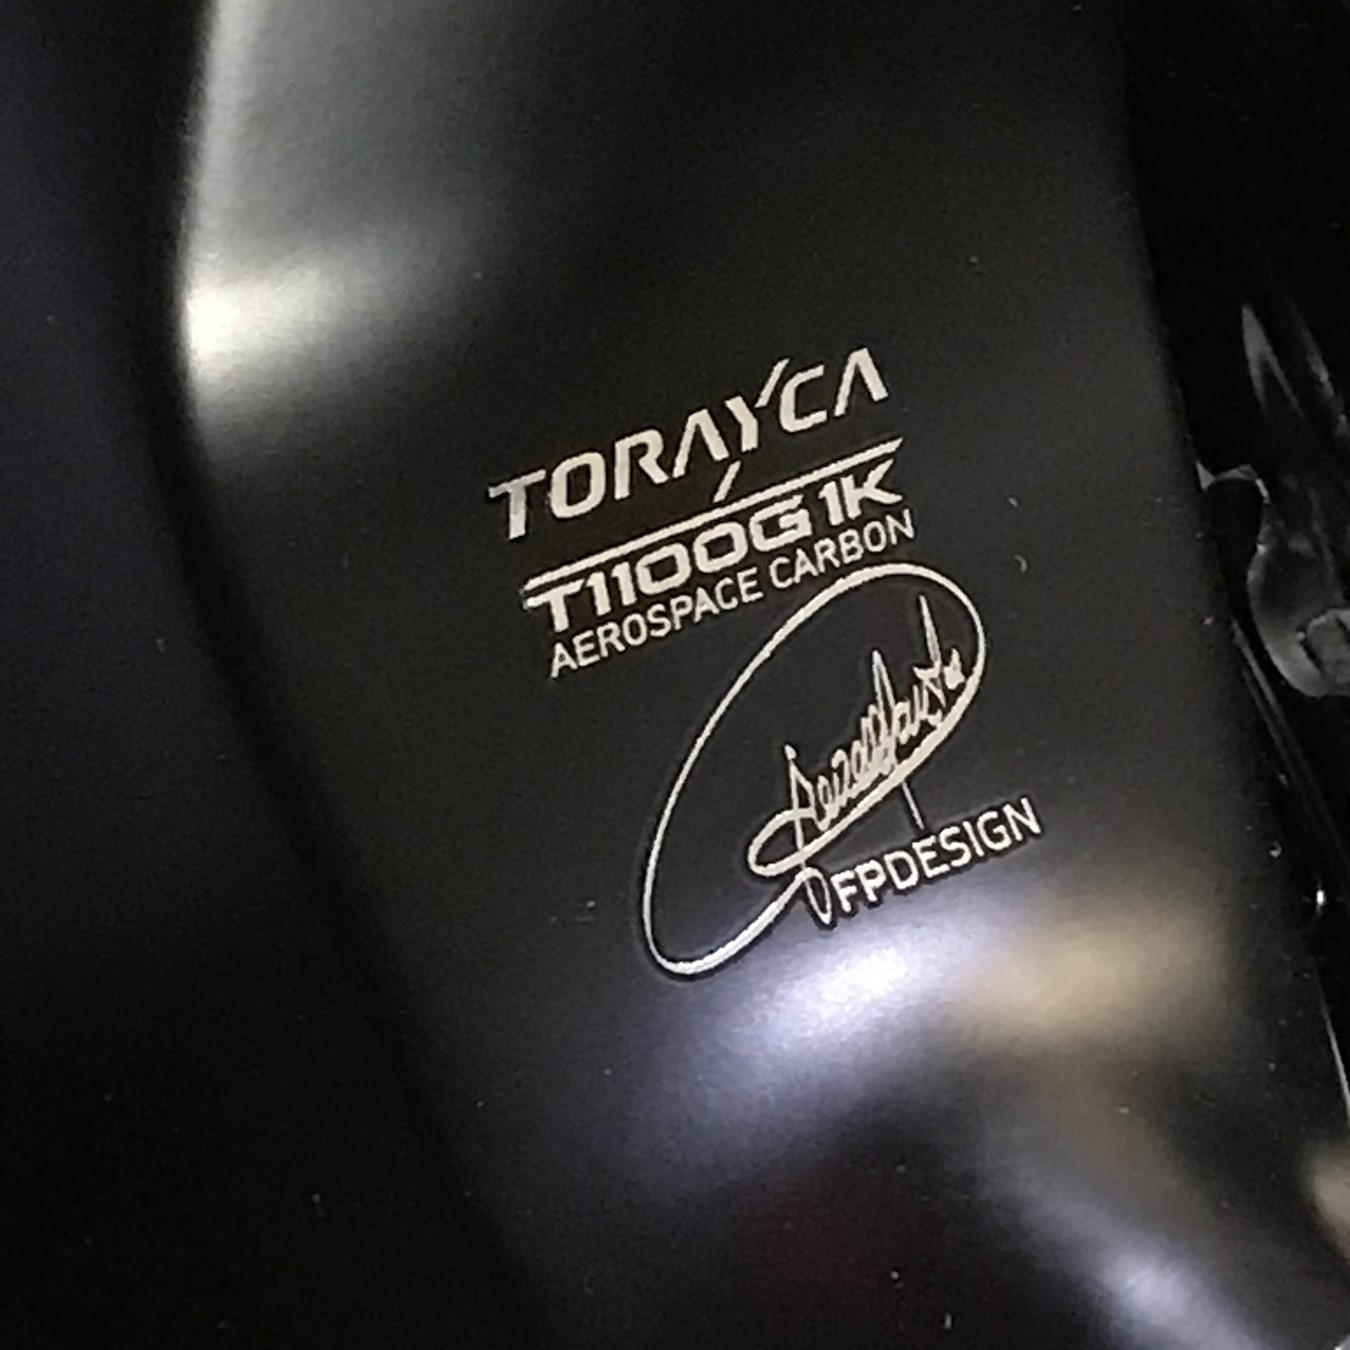 TORAYCA
T1100G 1K
AEROSPACE CARBON
FPDESIGN